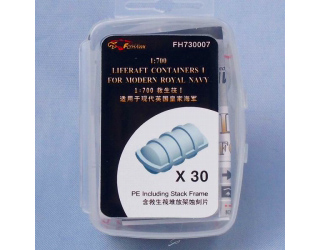 FH730007
1:700
LIFERAFT CONTAINERS 1
FOR MODERN ROYAL NAVY
1:700 救生筏 1
适用于现代英国皇家海军
X 30
PE Including Stack Frame
含救生筏堆放架蚀刻片